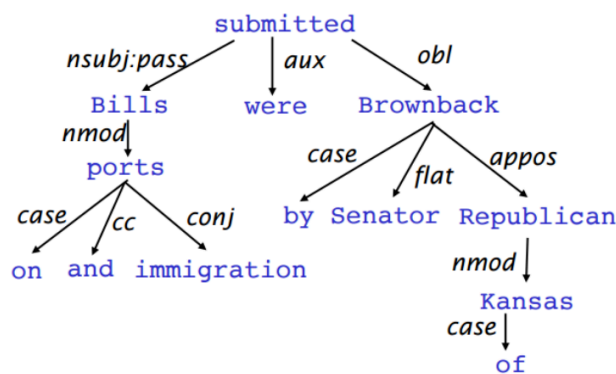 submitted
nsubj:pass aux obl
Bills were Brownback
nmod case flat appos
ports
case cc conj by Senator Republican
on and immigration nmod
Kansas
case
of